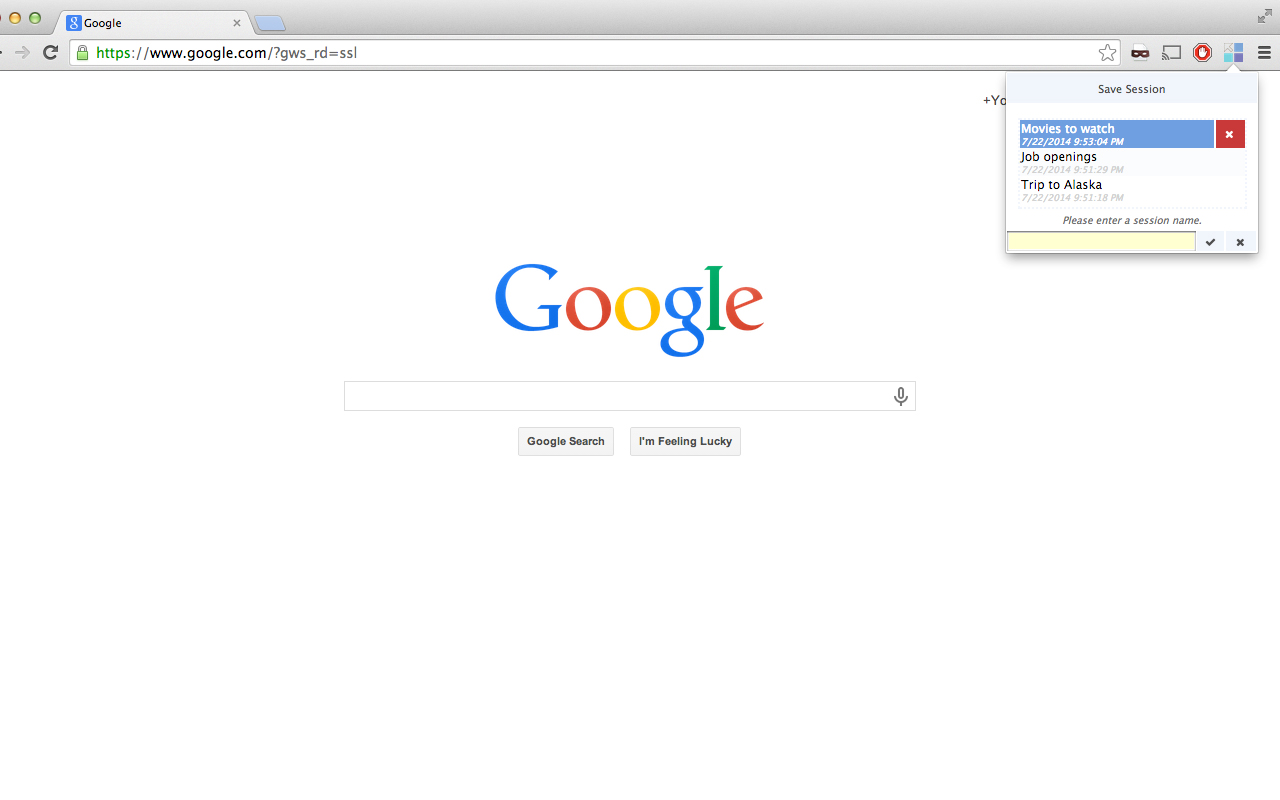 Google
https://www.google.com/?gws_rd=ssl
+Yo
Save Session
Movies to watch
7/22/2014 9:53:04 PM
Job openings
7/22/2014 9:51:29 PM
Trip to Alaska
7/22/2014 9:51:18 PM
Please enter a session name.
Google
Google Search
I'm Feeling Lucky